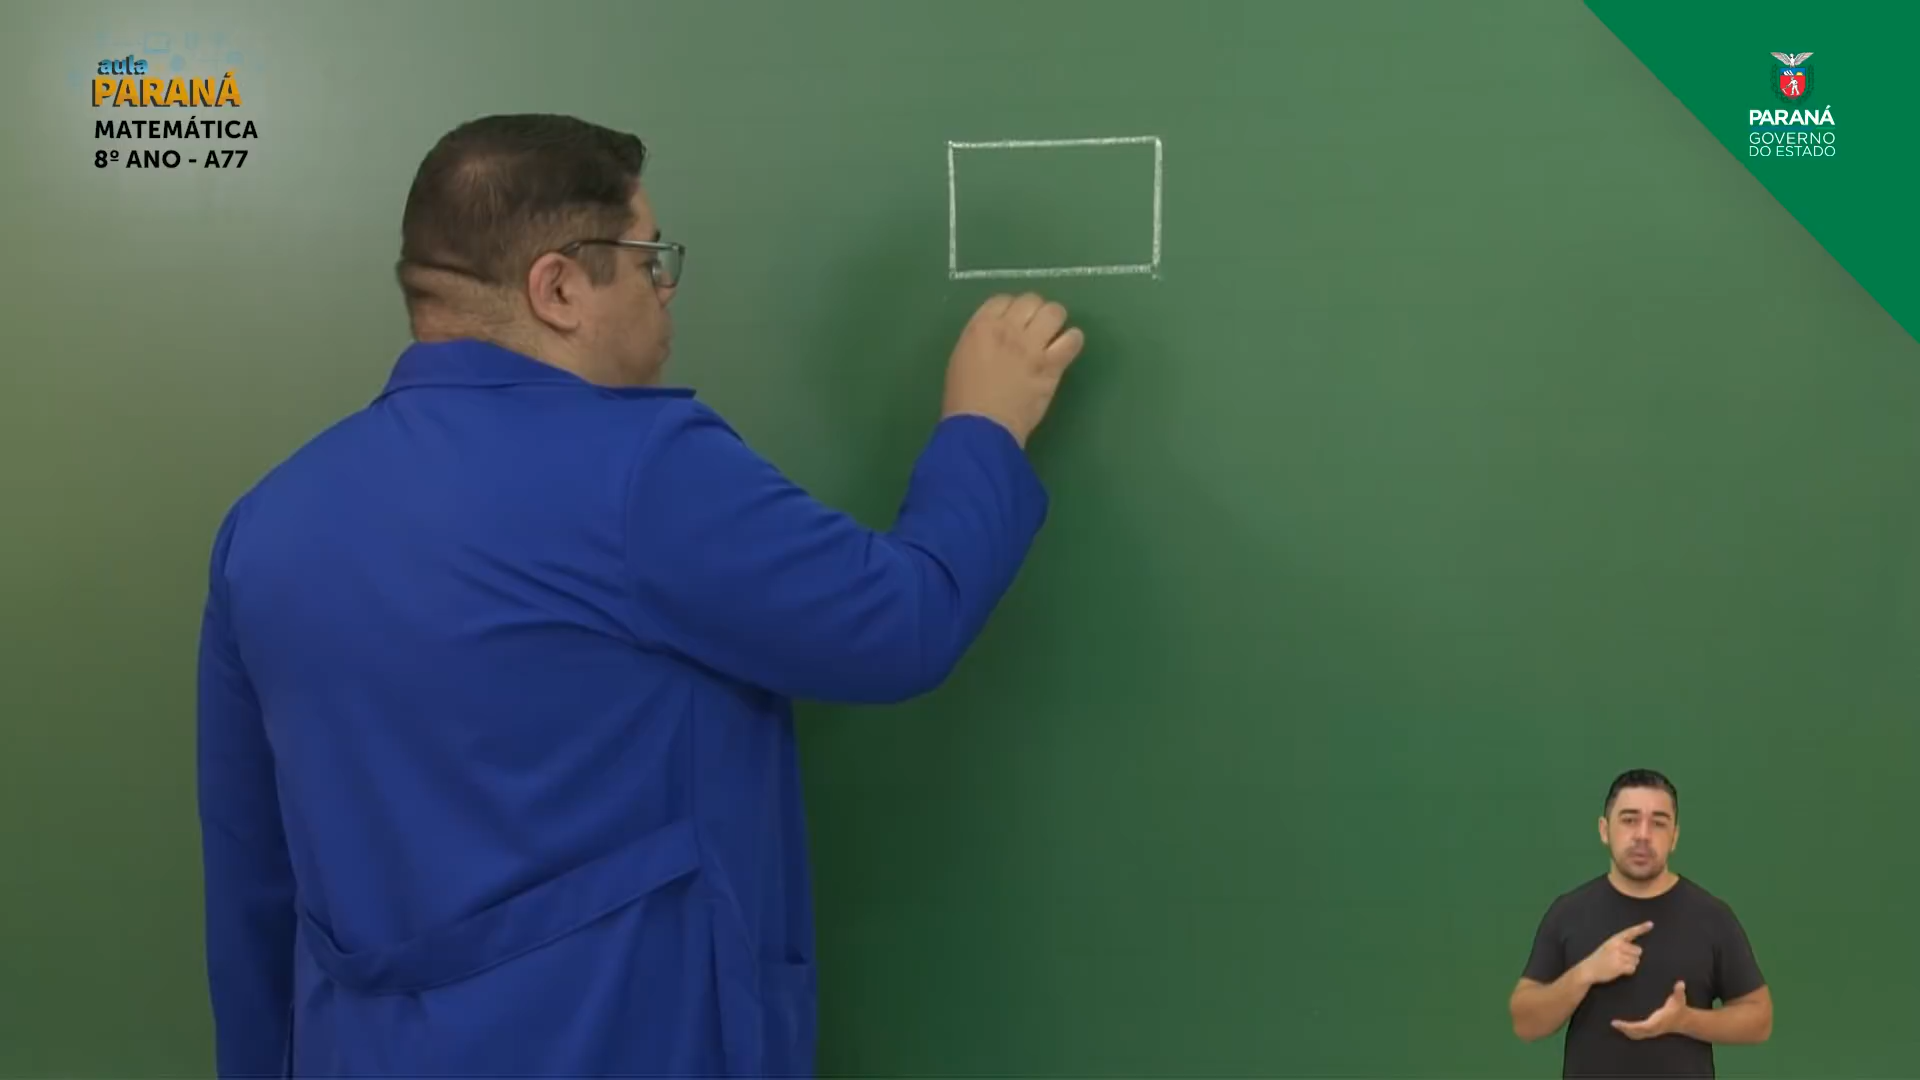 aula
PARANÁ
MATEMÁTICA
8º ANO - A77
PARANÁ
GOVERNO
DO ESTADO